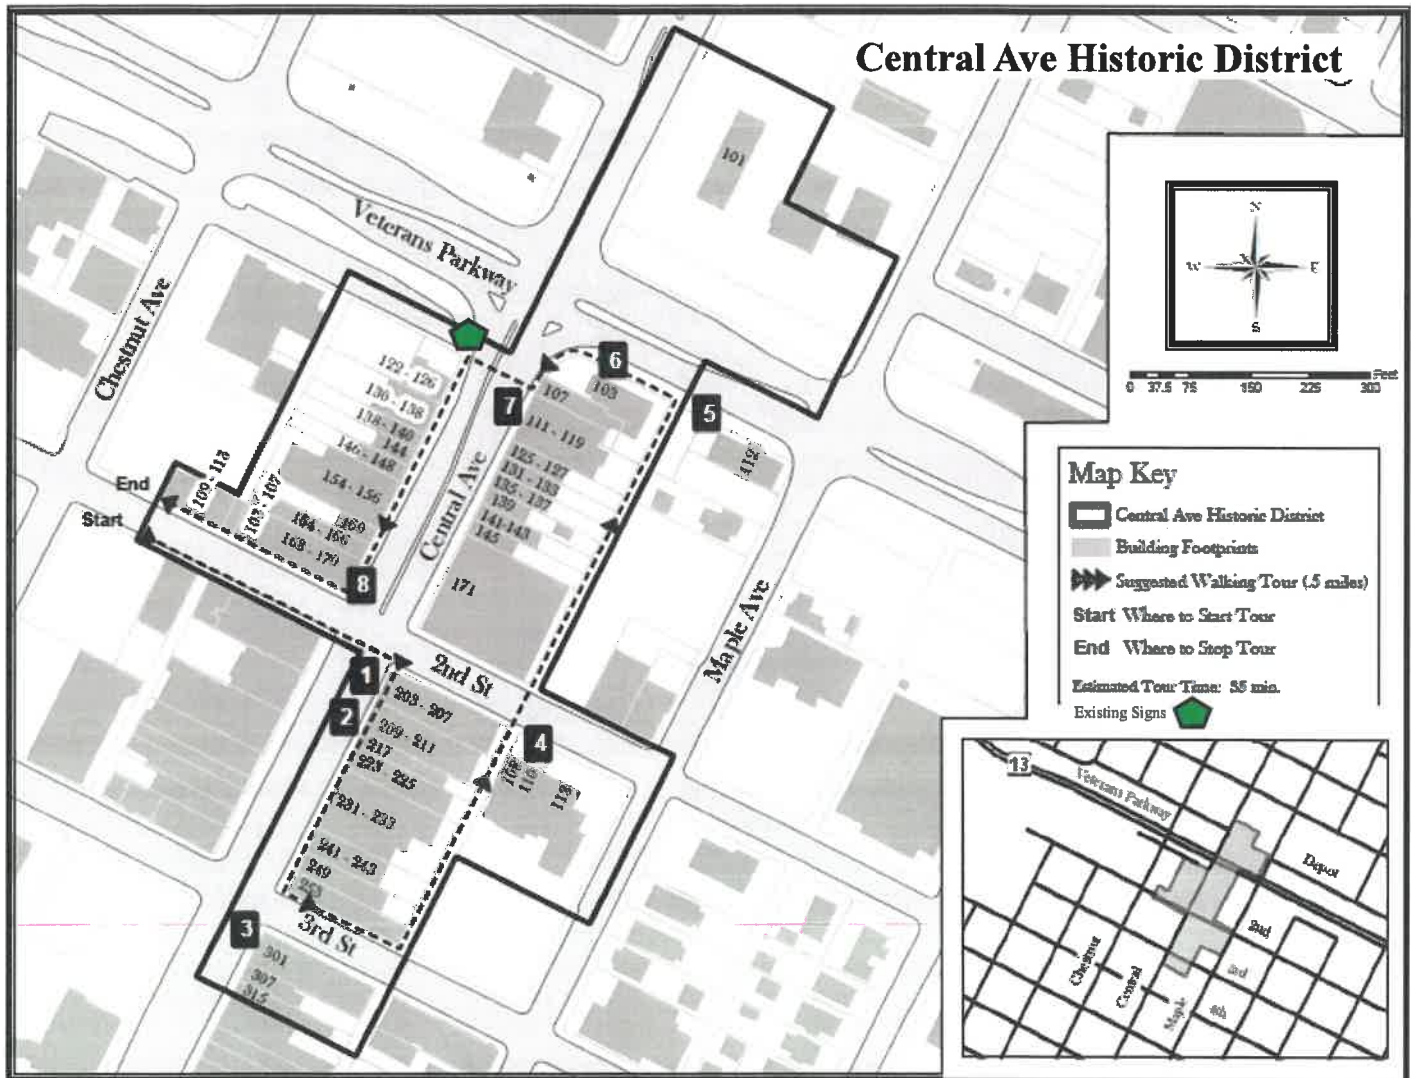 Central Ave Historic District
101
N
W
E
S
Feet
0 37.5 75 150 225 300
Veterans Parkway
Chestnut Ave
122 - 126
130 - 138
138 - 140
144
146 - 148
154 - 156
160
164 - 166
168 - 170
109 - 113
103 - 107
End
Start
Central Ave
6
7
5
8
103
107
111 - 119
125 - 127
131 - 133
135 - 137
139
141-143
145
171
412
Maple Ave
1
2nd St
2
203 - 207
209 - 211
217
223 - 225
231 - 233
241 - 243
249
253
4
108
110
112
3rd St
3
301
307
315
Map Key
Central Ave Historic District
Building Footprints
Suggested Walking Tour (.5 miles)
Start Where to Start Tour
End Where to Stop Tour
Estimated Tour Time: 35 min.
Existing Signs
13
Veterans Parkway
Depot
2nd
3rd
4th
Chestnut
Central
Maple